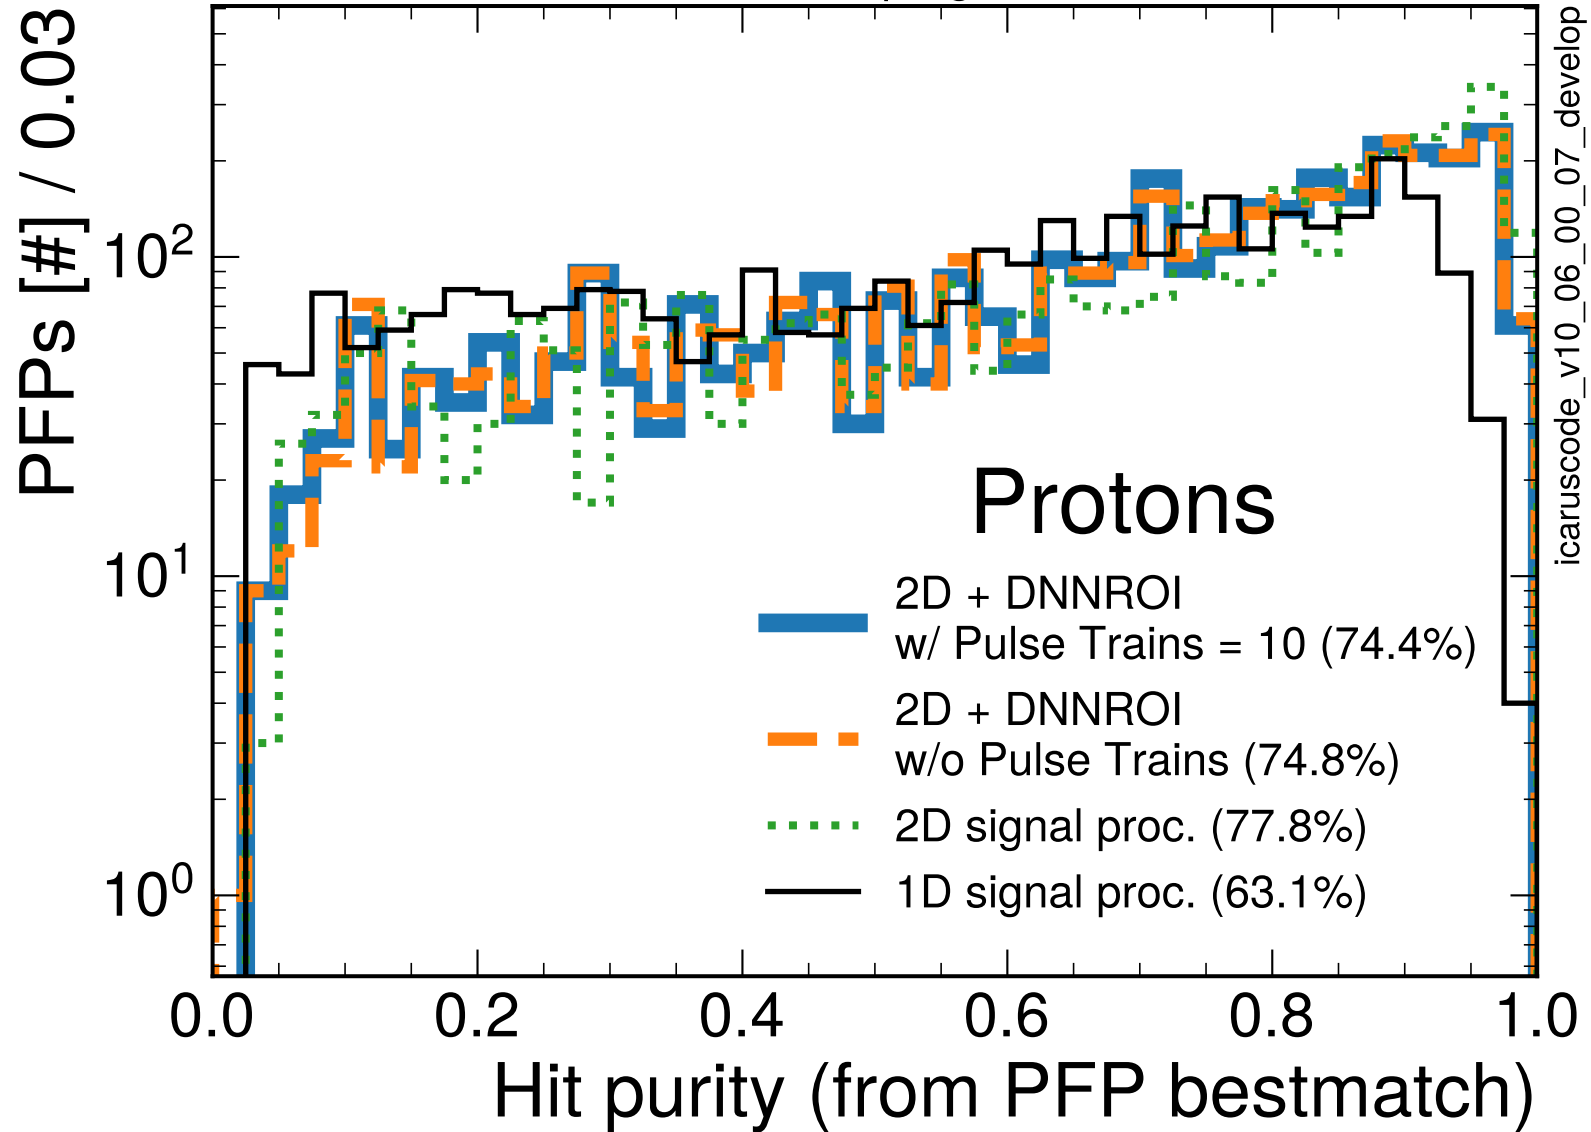 PFPs [#] / 0.03
10²
10¹
10⁰
Protons
2D + DNNROI
w/ Pulse Trains = 10 (74.4%)
2D + DNNROI
w/o Pulse Trains (74.8%)
2D signal proc. (77.8%)
1D signal proc. (63.1%)
0.0 0.2 0.4 0.6 0.8 1.0
Hit purity (from PFP bestmatch)
icaruscode_v10_06_00_07_develop